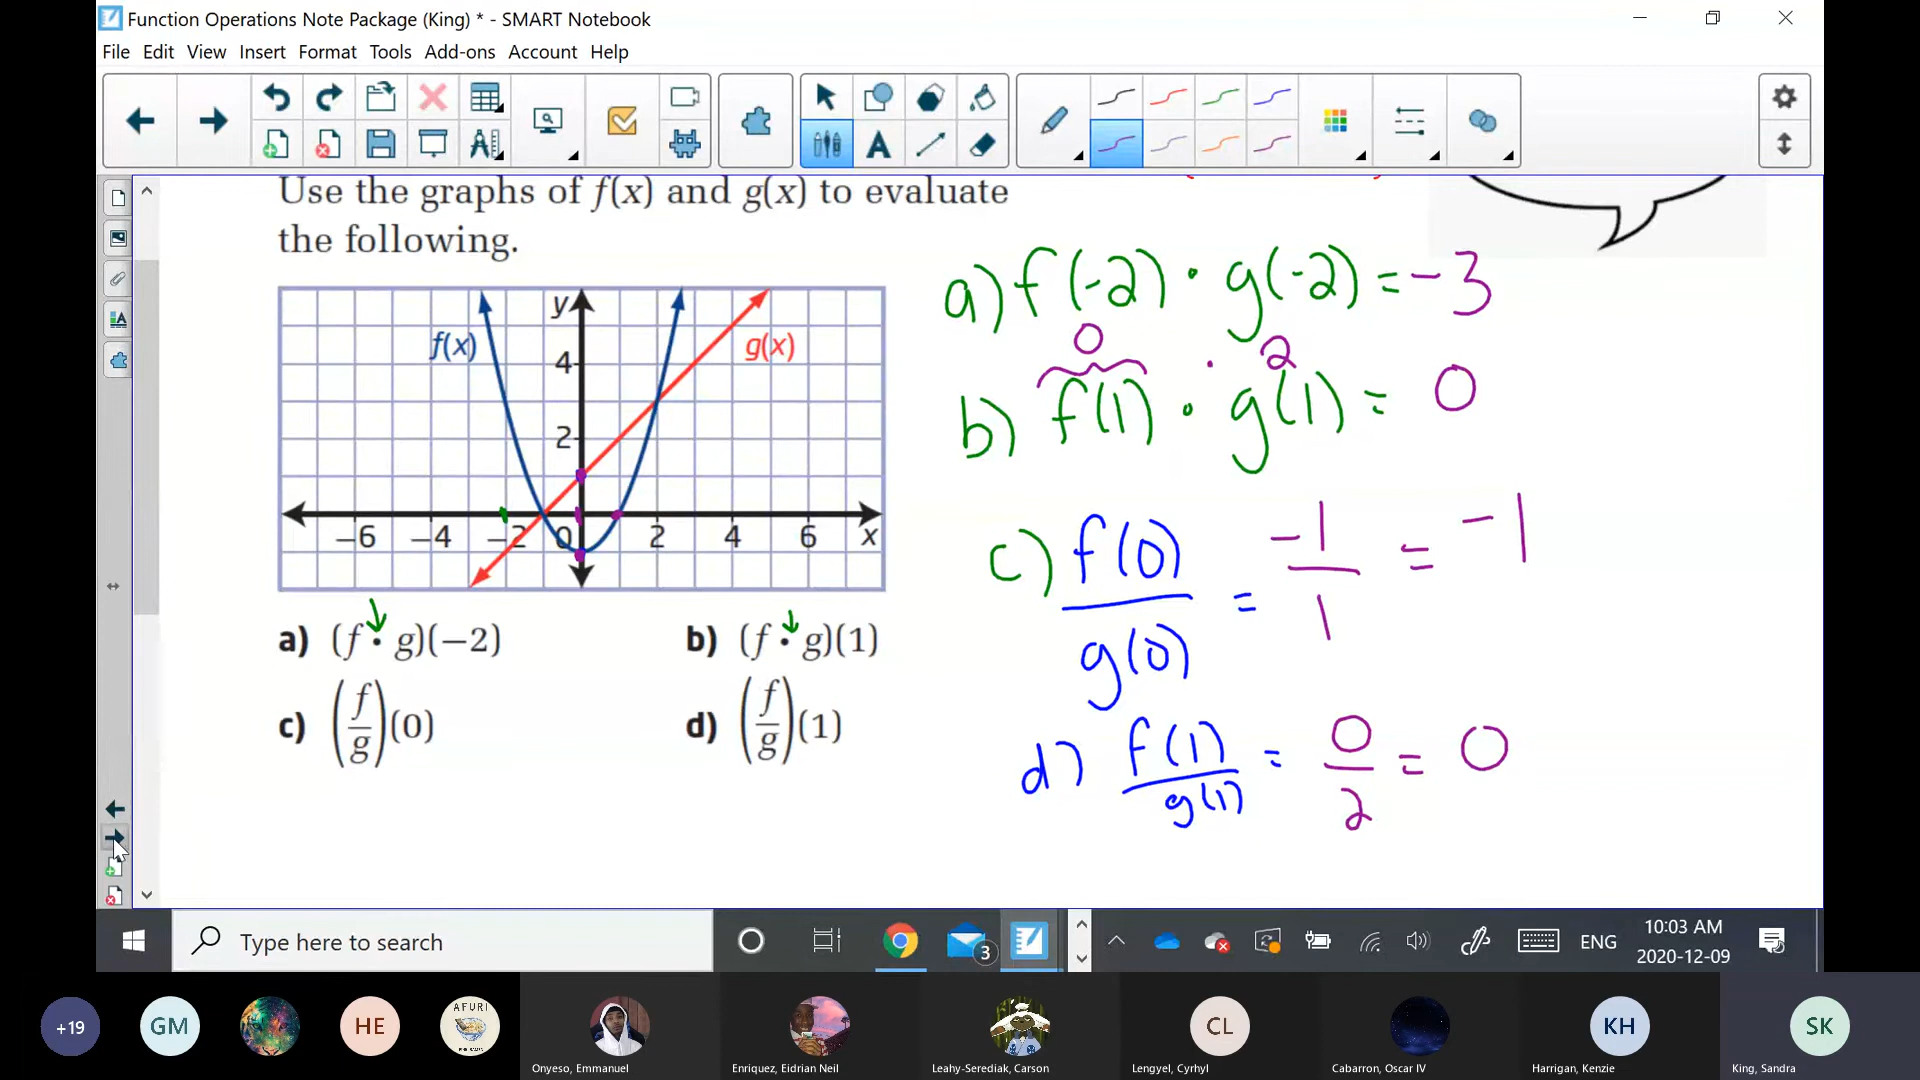 Function Operations Note Package (King) * - SMART Notebook
File Edit View Insert Format Tools Add-ons Account Help
Use the graphs of f(x) and g(x) to evaluate
the following.
a) f(-2) · g(-2) = -3
0 · 2
b) f(1) · g(1) = 0
y
f(x)
g(x)
4
2
-6 -4 -2 0 2 4 6 x
c) f(0)/g(0) = -1/1 = -1
a) (f · g)(−2)
b) (f · g)(1)
c) (f/g)(0)
d) (f/g)(1)
d) f(1)/g(1) = 0/2 = 0
Type here to search
3
ENG
10:03 AM
2020-12-09
+19
GM
HE
AFURI
CL
KH
SK
Onyeso, Emmanuel
Enriquez, Eidrian Neil
Leahy-Serediak, Carson
Lengyel, Cyrhyl
Cabarron, Oscar IV
Harrigan, Kenzie
King, Sandra